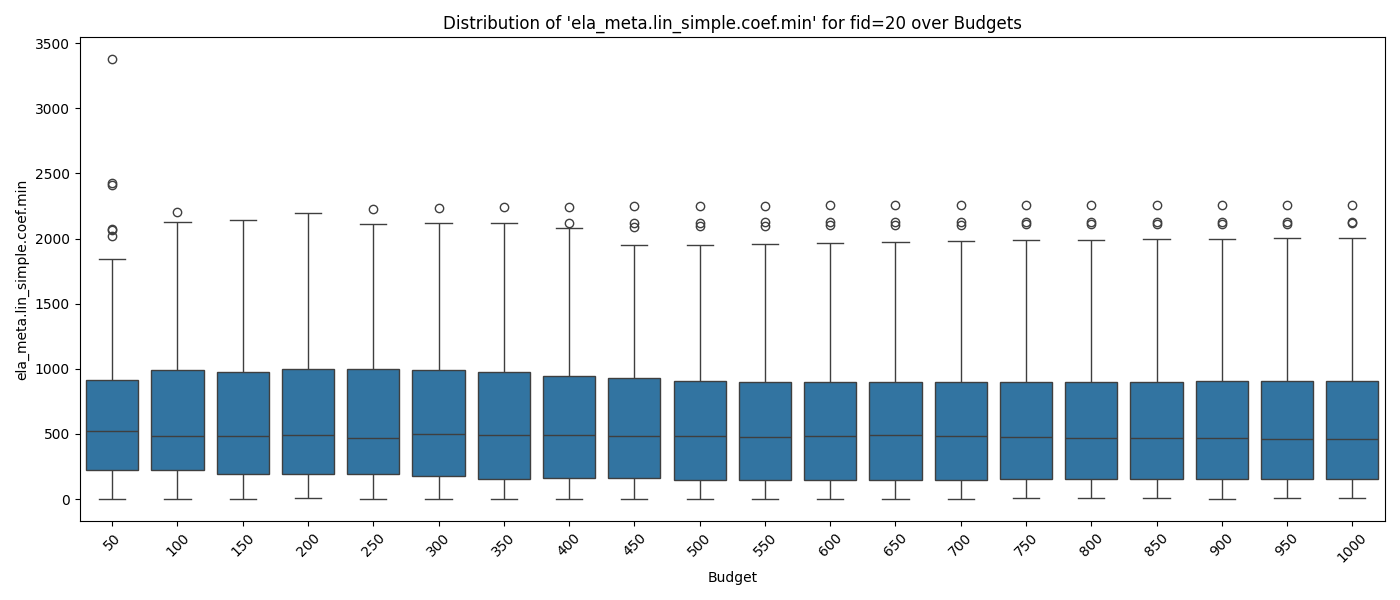 Distribution of 'ela_meta.lin_simple.coef.min' for fid=20 over Budgets
ela_meta.lin_simple.coef.min
3500
3000
2500
2000
1500
1000
500
0
50 100 150 200 250 300 350 400 450 500 550 600 650 700 750 800 850 900 950 1000
Budget